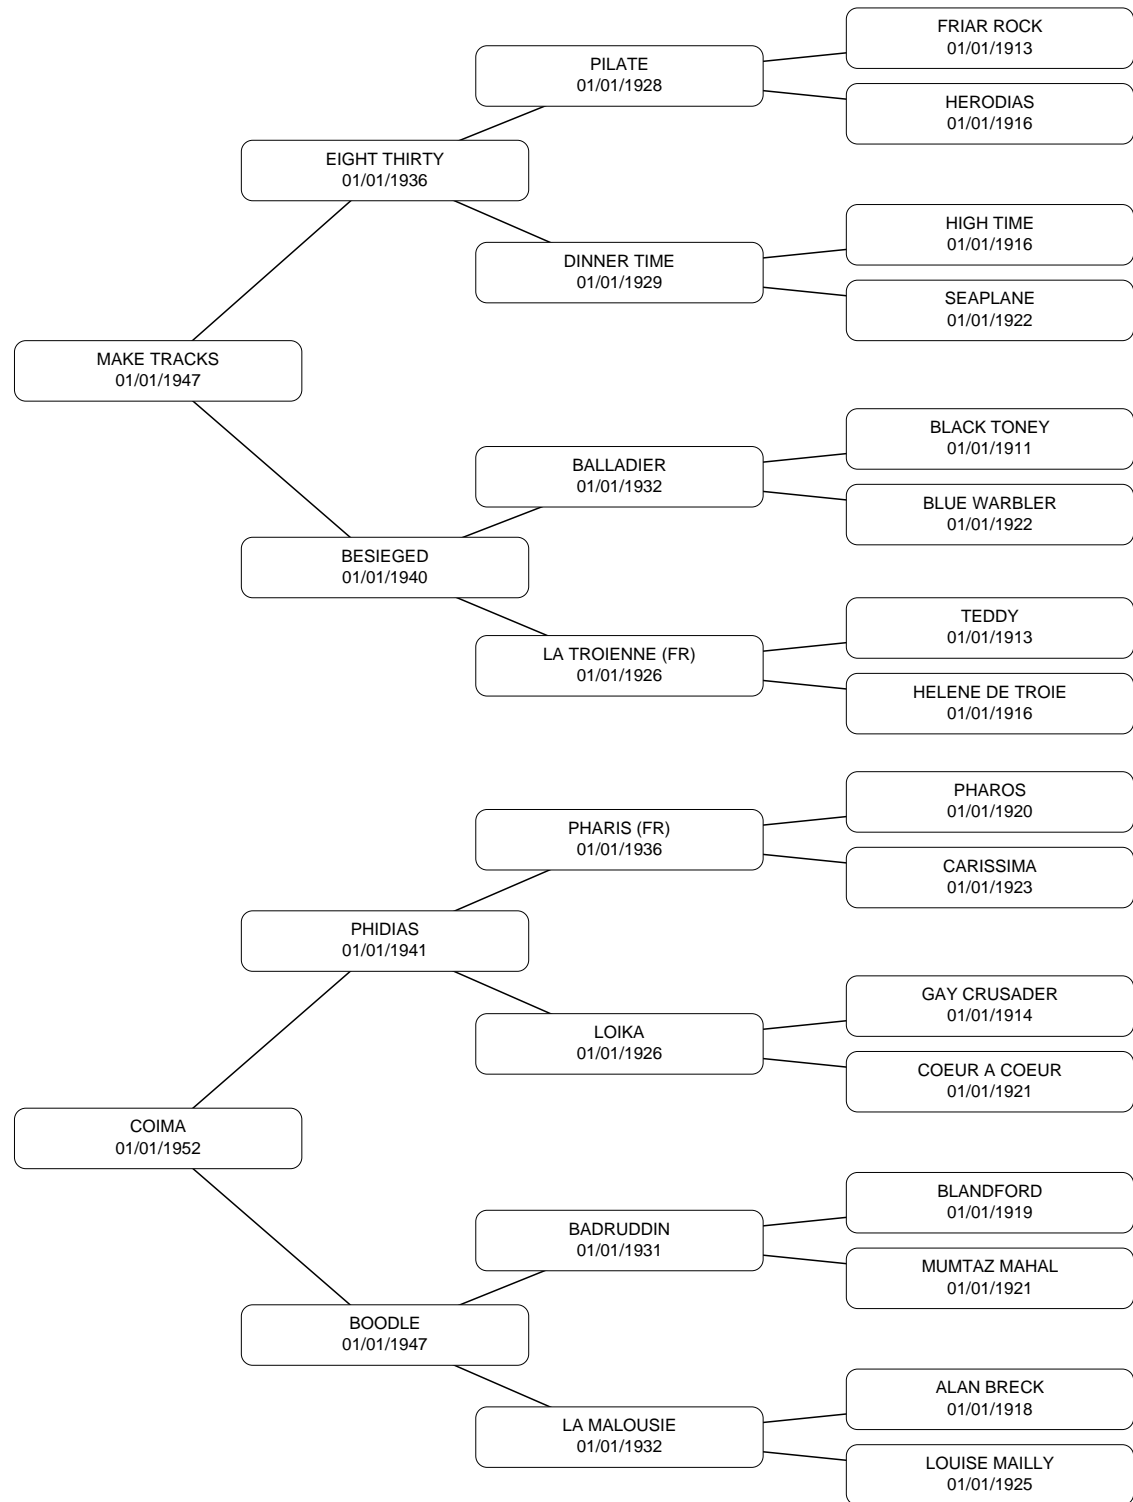 FRIAR ROCK
01/01/1913
PILATE
01/01/1928
HERODIAS
01/01/1916
EIGHT THIRTY
01/01/1936
HIGH TIME
01/01/1916
DINNER TIME
01/01/1929
SEAPLANE
01/01/1922
MAKE TRACKS
01/01/1947
BLACK TONEY
01/01/1911
BALLADIER
01/01/1932
BLUE WARBLER
01/01/1922
BESIEGED
01/01/1940
TEDDY
01/01/1913
LA TROIENNE (FR)
01/01/1926
HELENE DE TROIE
01/01/1916
PHAROS
01/01/1920
PHARIS (FR)
01/01/1936
CARISSIMA
01/01/1923
PHIDIAS
01/01/1941
GAY CRUSADER
01/01/1914
LOIKA
01/01/1926
COEUR A COEUR
01/01/1921
COIMA
01/01/1952
BLANDFORD
01/01/1919
BADRUDDIN
01/01/1931
MUMTAZ MAHAL
01/01/1921
BOODLE
01/01/1947
ALAN BRECK
01/01/1918
LA MALOUSIE
01/01/1932
LOUISE MAILLY
01/01/1925